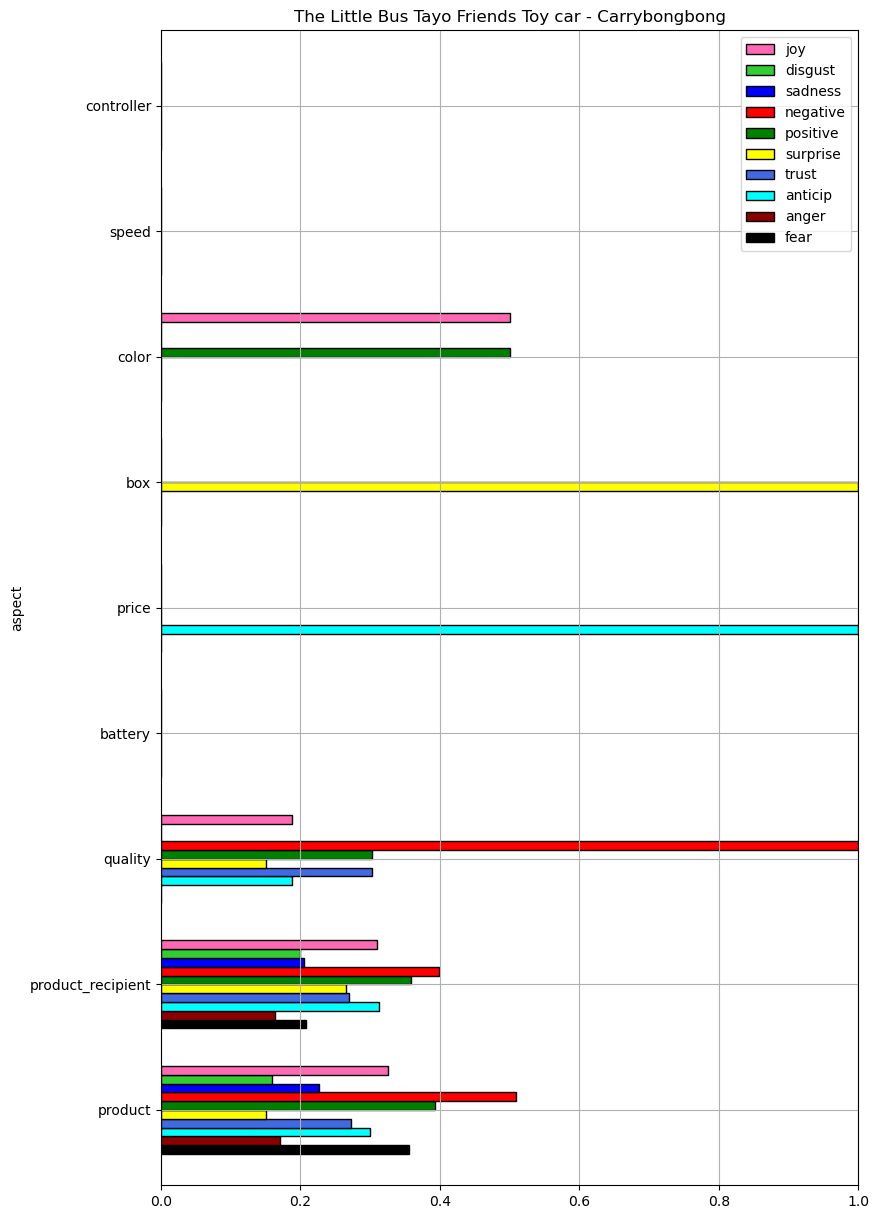 The Little Bus Tayo Friends Toy car - Carrybongbong
joy
disgust
sadness
negative
positive
surprise
trust
anticip
anger
fear
controller
speed
color
box
price
aspect
battery
quality
product_recipient
product
0.0 0.2 0.4 0.6 0.8 1.0